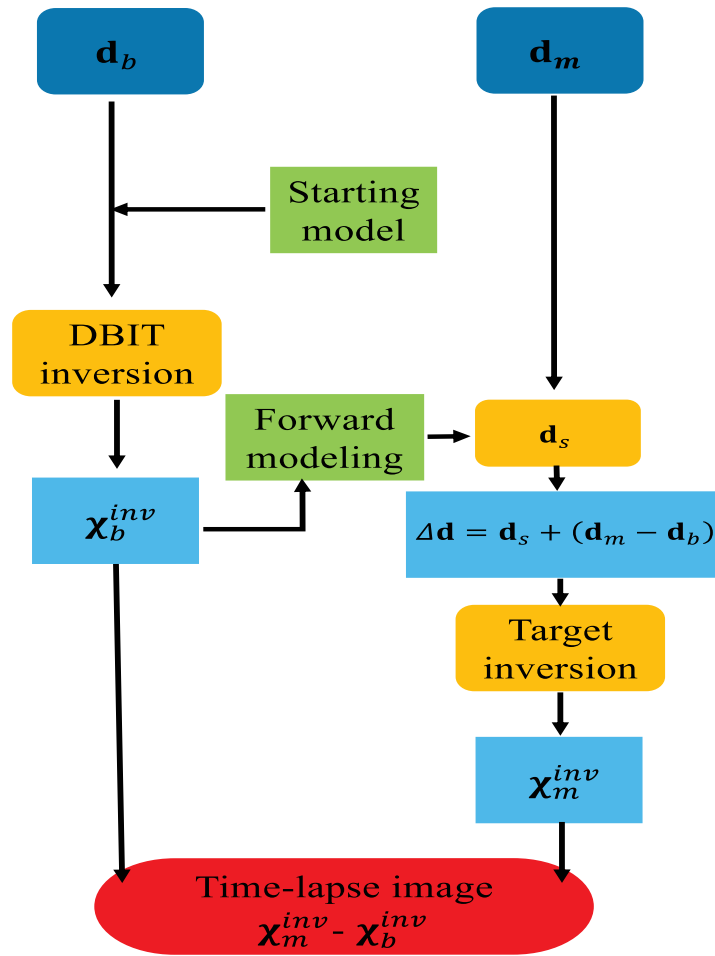 𝐝_b
𝐝_m
Starting
model
DBIT
inversion
Forward
modeling
𝐝_s
𝛘_b^{inv}
Δ𝐝 = 𝐝_s + (𝐝_m − 𝐝_b)
Target
inversion
𝛘_m^{inv}
Time-lapse image
𝛘_m^{inv} - 𝛘_b^{inv}